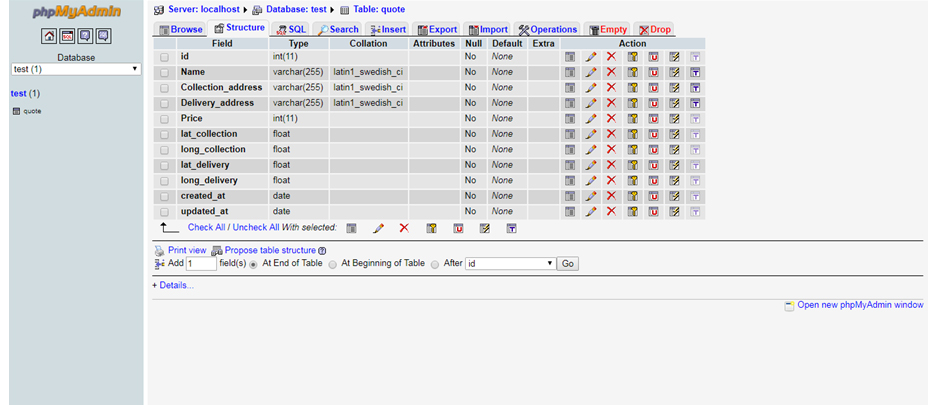 phpMyAdmin
Server: localhost Database: test Table: quote
Browse Structure SQL Search Insert Export Import Operations Empty Drop
Database
test (1)
test (1)
quote
Field Type Collation Attributes Null Default Extra Action
id int(11) No None
Name varchar(255) latin1_swedish_ci No None
Collection_address varchar(255) latin1_swedish_ci No None
Delivery_address varchar(255) latin1_swedish_ci No None
Price int(11) No None
lat_collection float No None
long_collection float No None
lat_delivery float No None
long_delivery float No None
created_at date No None
updated_at date No None
Check All / Uncheck All With selected:
Print view Propose table structure
Add 1 field(s) At End of Table At Beginning of Table After id Go
+ Details...
Open new phpMyAdmin window